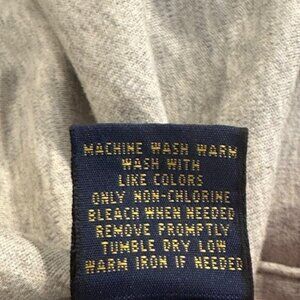 MACHINE WASH WARM
WASH WITH
LIKE COLORS
ONLY NON-CHLORINE
BLEACH WHEN NEEDED
REMOVE PROMPTLY
TUMBLE DRY LOW
WARM IRON IF NEEDED